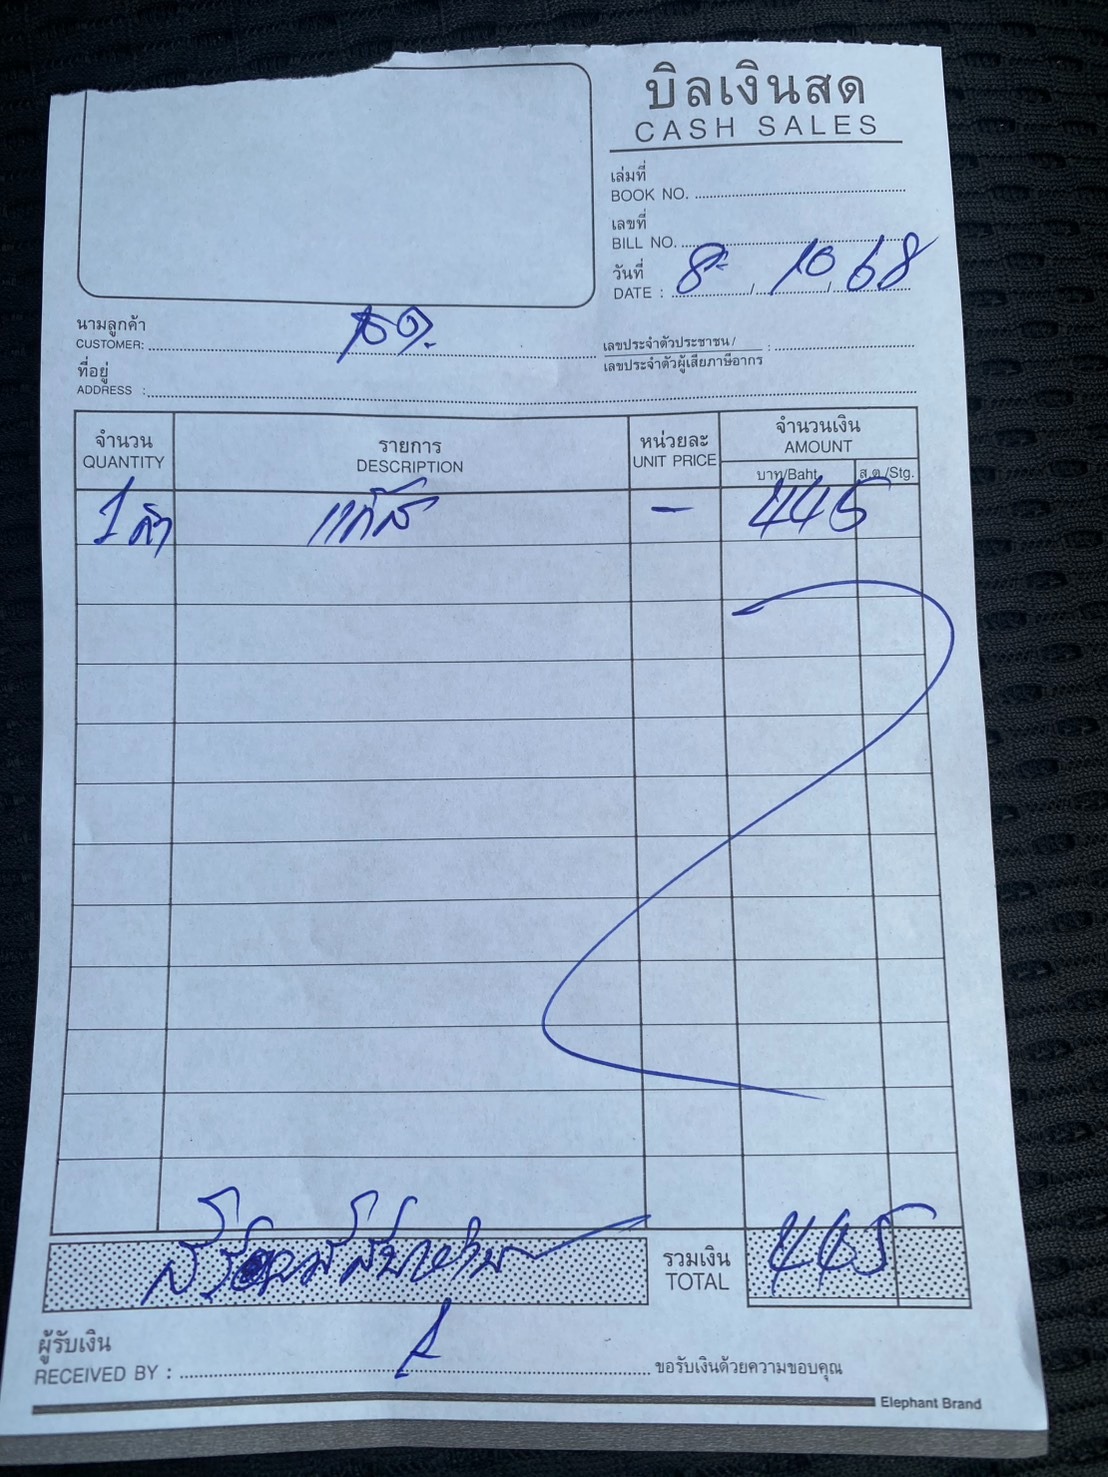 บิลเงินสด
CASH SALES
เล่มที่
BOOK NO.
เลขที่
BILL NO.
วันที่
DATE : 8 / 10 / 68
นามลูกค้า
CUSTOMER:
เลขประจำตัวประชาชน /
เลขประจำตัวผู้เสียภาษีอากร :
ที่อยู่
ADDRESS :
จำนวน รายการ หน่วยละ จำนวนเงิน
QUANTITY DESCRIPTION UNIT PRICE AMOUNT
บาท/Baht ส.ต./Stg.
1 แก๊ส - 445
รวมเงิน
TOTAL 445
ผู้รับเงิน
RECEIVED BY :
ขอรับเงินด้วยความขอบคุณ
Elephant Brand